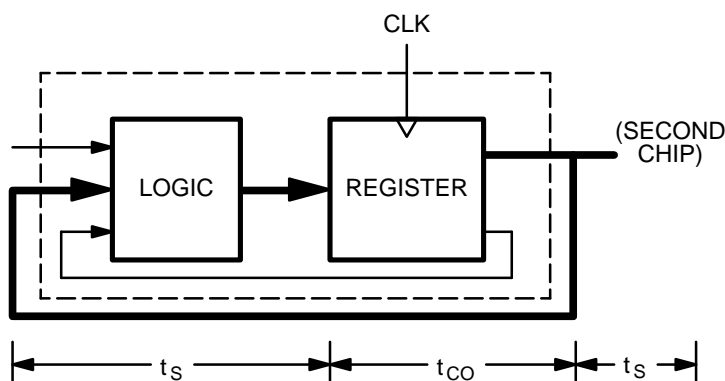 CLK
(SECOND
CHIP)
LOGIC
REGISTER
tS
tCO
tS